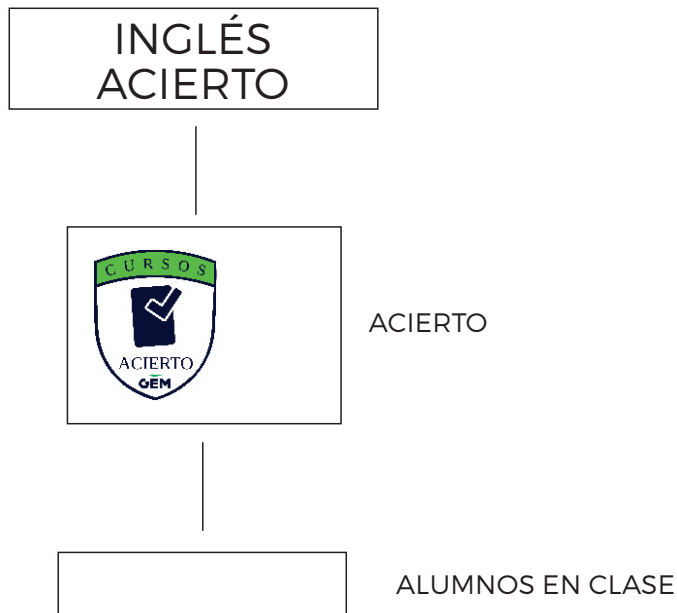 INGLÉS
ACIERTO
CURSOS
ACIERTO
GEM
ACIERTO
ALUMNOS EN CLASE